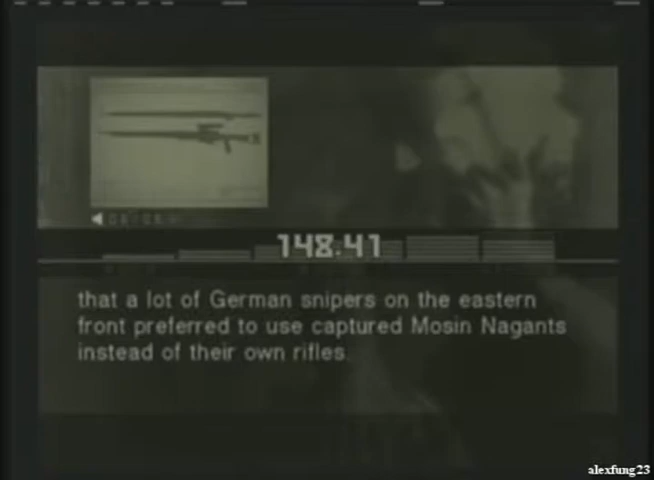 148.41
that a lot of German snipers on the eastern
front preferred to use captured Mosin Nagants
instead of their own rifles.
alexfung23